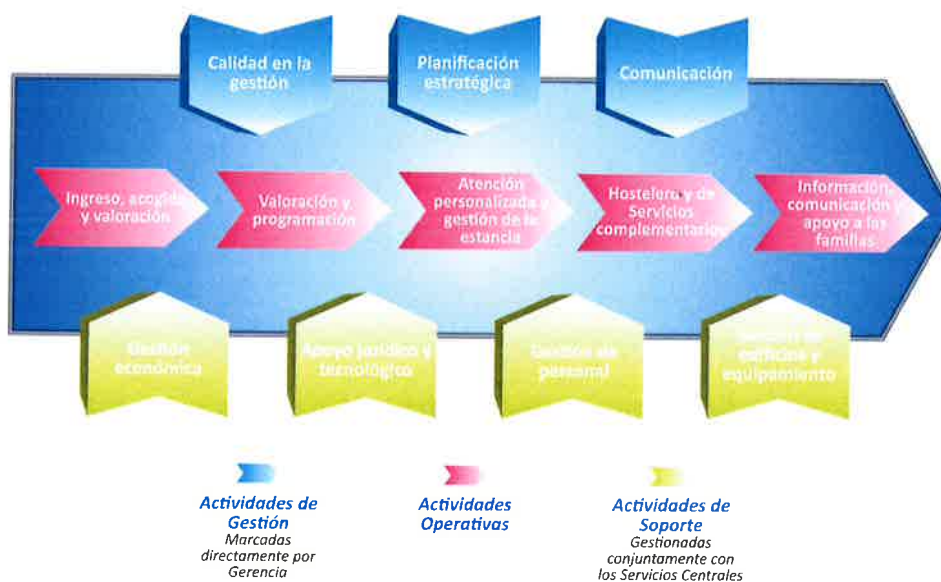 Calidad en la
gestión
Planificación
estratégica
Comunicación
Ingreso, acogida
y valoración
Valoración y
programación
Atención
personalizada y
gestión de la
estancia
Hostelero y de
Servicios
complementarios
Información,
comunicación y
apoyo a las
familias
Gestión
económica
Apoyo jurídico y
tecnológico
Gestión de
personal
Gestión de
edificios y
equipamiento
Actividades de
Gestión
Marcadas
directamente por
Gerencia
Actividades
Operativas
Actividades de
Soporte
Gestionadas
conjuntamente con
los Servicios Centrales